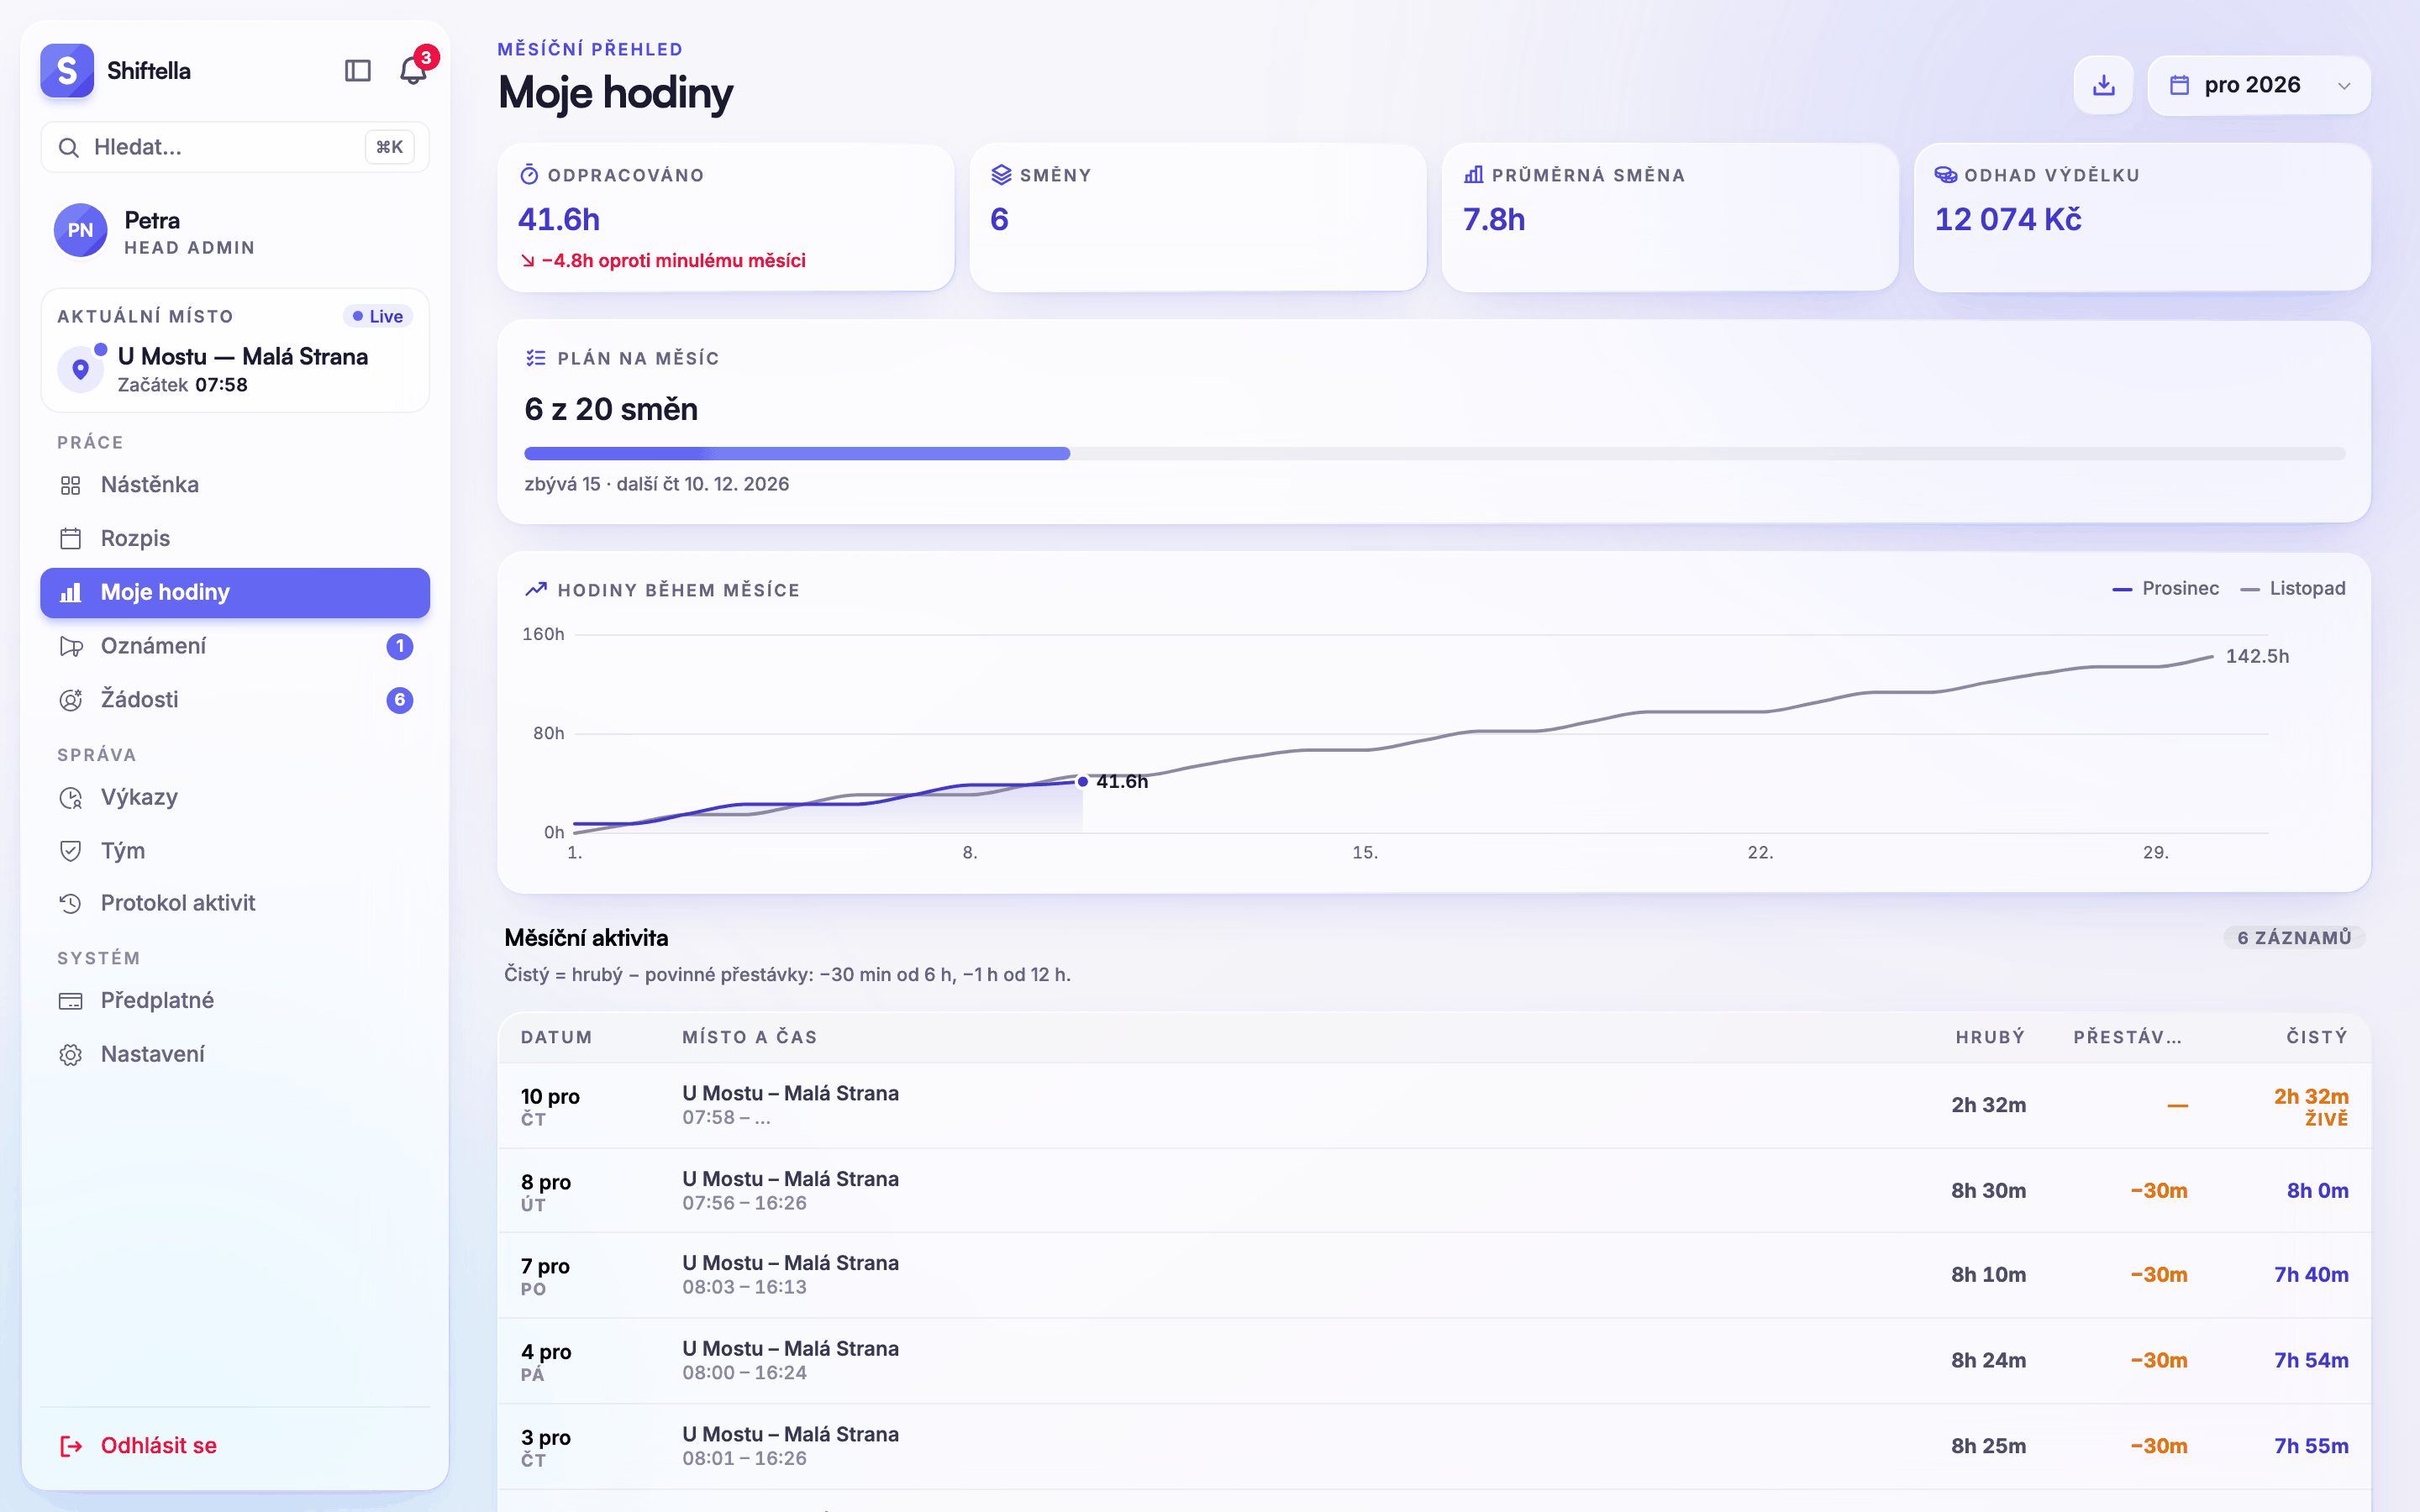 S Shiftella
3
Hledat...
⌘K
PN
Petra
HEAD ADMIN
AKTUÁLNÍ MÍSTO
Live
U Mostu — Malá Strana
Začátek 07:58
PRÁCE
Nástěnka
Rozpis
Moje hodiny
Oznámení
1
Žádosti
6
SPRÁVA
Výkazy
Tým
Protokol aktivit
SYSTÉM
Předplatné
Nastavení
Odhlásit se
MĚSÍČNÍ PŘEHLED
Moje hodiny
pro 2026
ODPRACOVÁNO
41.6h
−4.8h oproti minulému měsíci
SMĚNY
6
PRŮMĚRNÁ SMĚNA
7.8h
ODHAD VÝDĚLKU
12 074 Kč
PLÁN NA MĚSÍC
6 z 20 směn
zbývá 15 · další čt 10. 12. 2026
HODINY BĚHEM MĚSÍCE
Prosinec
Listopad
160h
142.5h
80h
41.6h
0h
1.
8.
15.
22.
29.
Měsíční aktivita
6 ZÁZNAMŮ
Čistý = hrubý − povinné přestávky: −30 min od 6 h, −1 h od 12 h.
DATUM
MÍSTO A ČAS
HRUBÝ
PŘESTÁV...
ČISTÝ
10 pro
ČT
U Mostu – Malá Strana
07:58 – ...
2h 32m
—
2h 32m
ŽIVĚ
8 pro
ÚT
U Mostu – Malá Strana
07:56 – 16:26
8h 30m
−30m
8h 0m
7 pro
PO
U Mostu – Malá Strana
08:03 – 16:13
8h 10m
−30m
7h 40m
4 pro
PÁ
U Mostu – Malá Strana
08:00 – 16:24
8h 24m
−30m
7h 54m
3 pro
ČT
U Mostu – Malá Strana
08:01 – 16:26
8h 25m
−30m
7h 55m